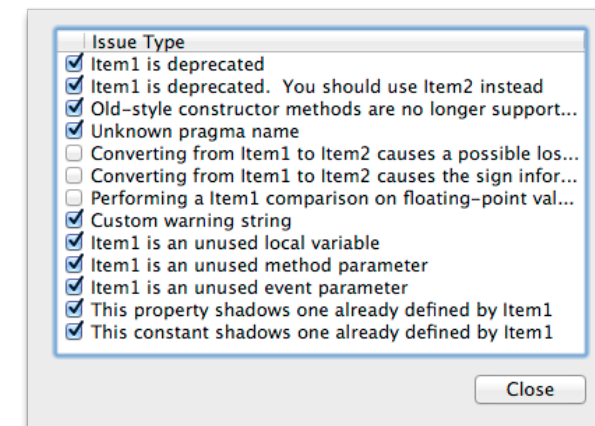 Issue Type
Item1 is deprecated
Item1 is deprecated.  You should use Item2 instead
Old-style constructor methods are no longer support...
Unknown pragma name
Converting from Item1 to Item2 causes a possible los...
Converting from Item1 to Item2 causes the sign infor...
Performing a Item1 comparison on floating-point val...
Custom warning string
Item1 is an unused local variable
Item1 is an unused method parameter
Item1 is an unused event parameter
This property shadows one already defined by Item1
This constant shadows one already defined by Item1
Close